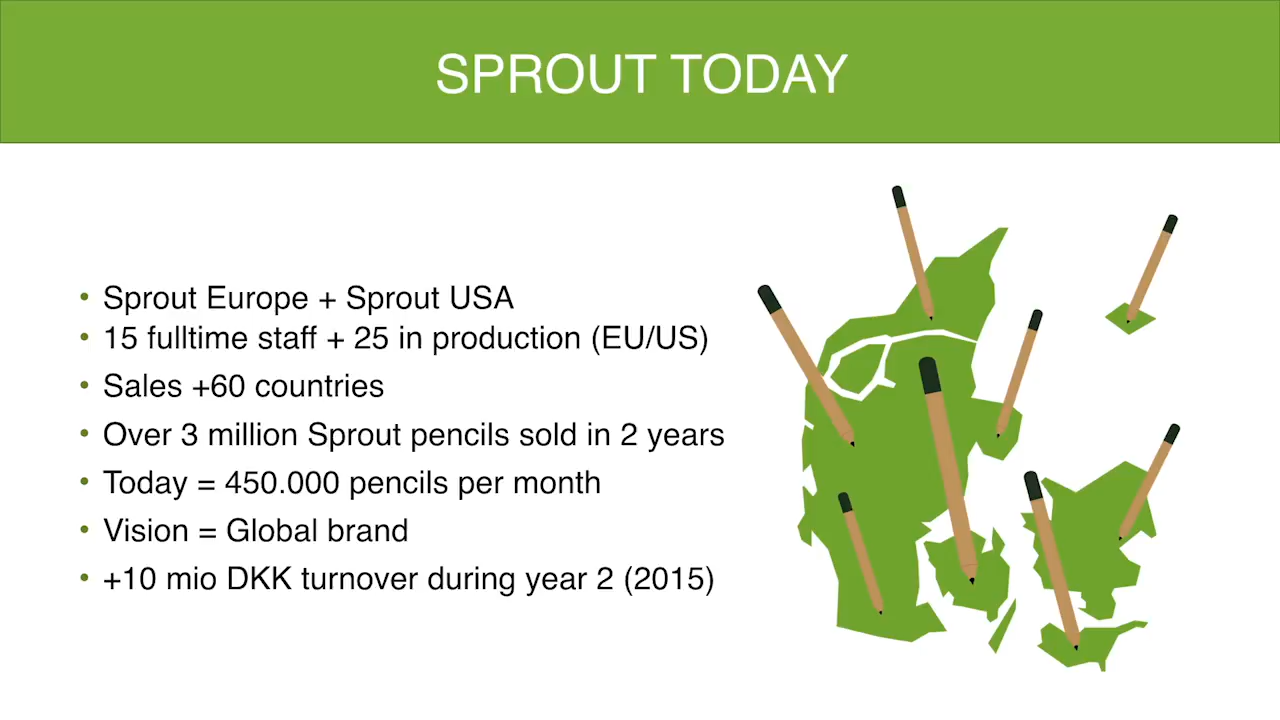 SPROUT TODAY
• Sprout Europe + Sprout USA
• 15 fulltime staff + 25 in production (EU/US)
• Sales +60 countries
• Over 3 million Sprout pencils sold in 2 years
• Today = 450.000 pencils per month
• Vision = Global brand
• +10 mio DKK turnover during year 2 (2015)